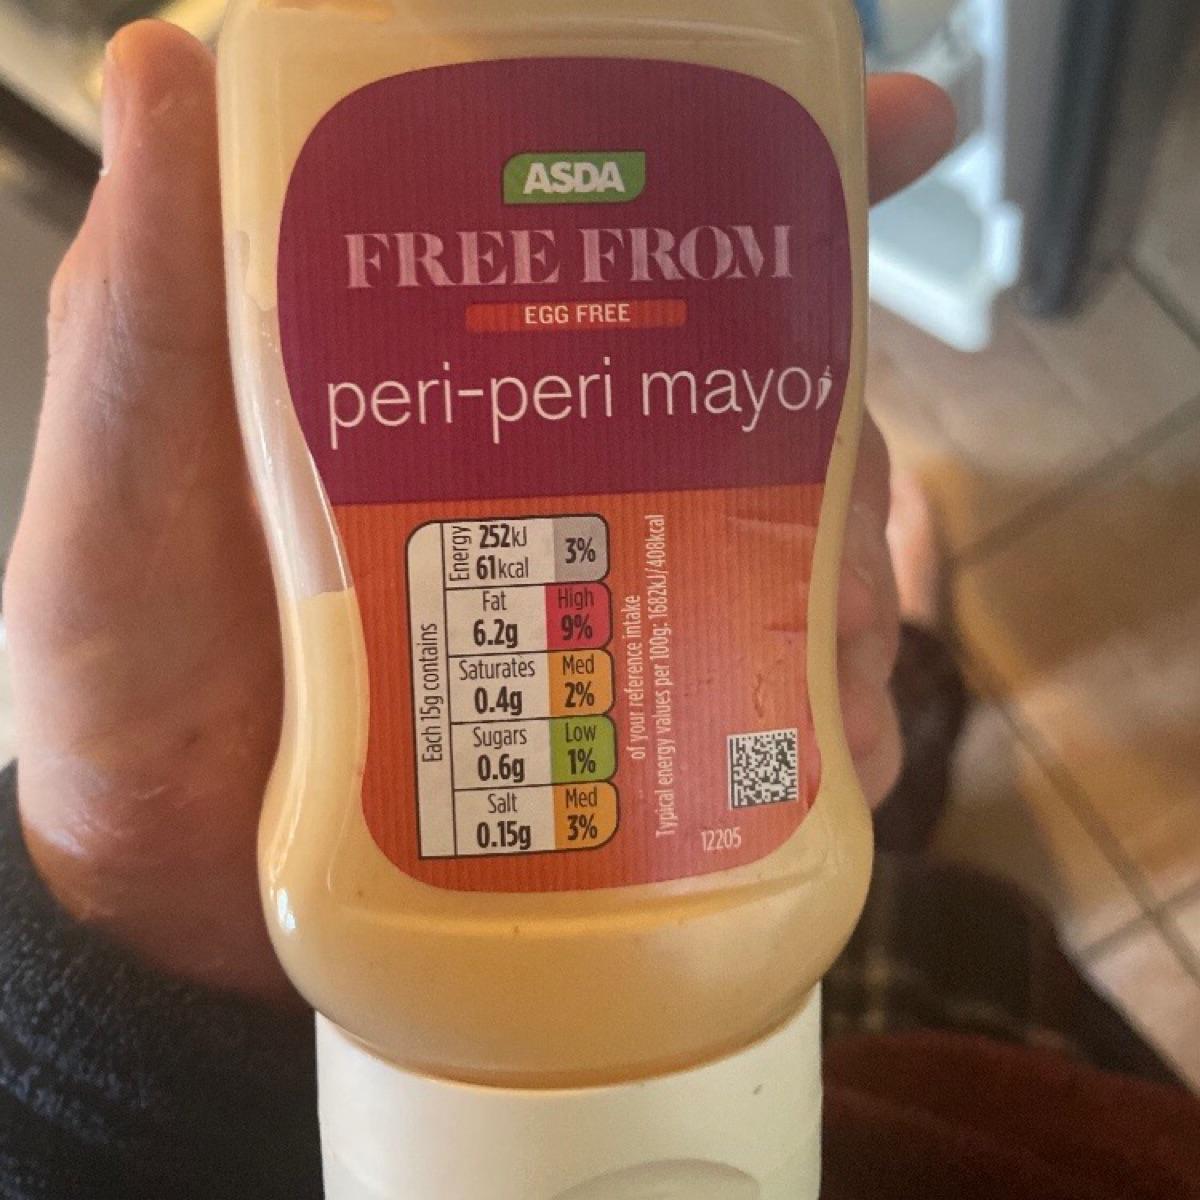 ASDA
FREE FROM
EGG FREE
peri-peri mayo
Each 15g contains
Energy
252kJ
61kcal
3%
Fat
6.2g
High
9%
Saturates
0.4g
Med
2%
Sugars
0.6g
Low
1%
Salt
0.15g
Med
3%
of your reference intake
Typical energy values per 100g: 1682kJ/408kcal
12205